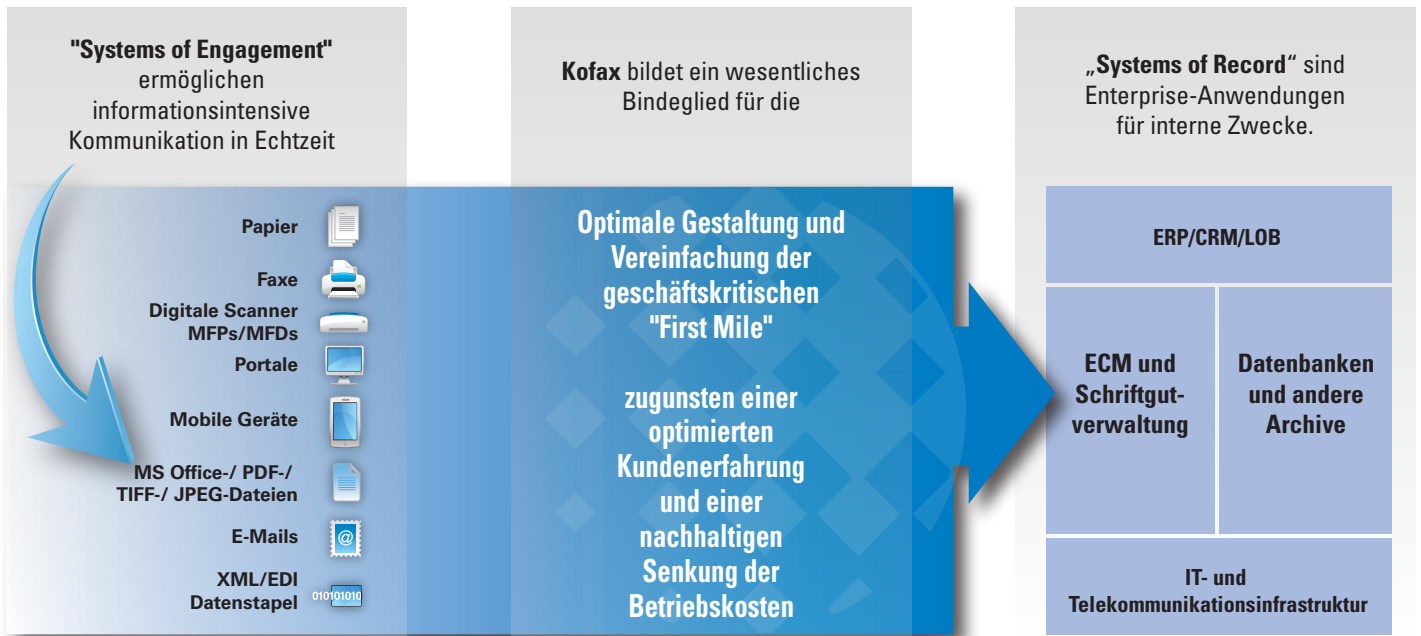 "Systems of Engagement"
ermöglichen
informationsintensive
Kommunikation in Echtzeit
Papier
Faxe
Digitale Scanner
MFPs/MFDs
Portale
Mobile Geräte
MS Office-/ PDF-/
TIFF-/ JPEG-Dateien
E-Mails
@
XML/EDI
Datenstapel
010101010
Kofax bildet ein wesentliches
Bindeglied für die
Optimale Gestaltung und
Vereinfachung der
geschäftskritischen
"First Mile"
zugunsten einer
optimierten
Kundenerfahrung
und einer
nachhaltigen
Senkung der
Betriebskosten
„Systems of Record“ sind
Enterprise-Anwendungen
für interne Zwecke.
ERP/CRM/LOB
ECM und
Schriftgut-
verwaltung
Datenbanken
und andere
Archive
IT- und
Telekommunikationsinfrastruktur